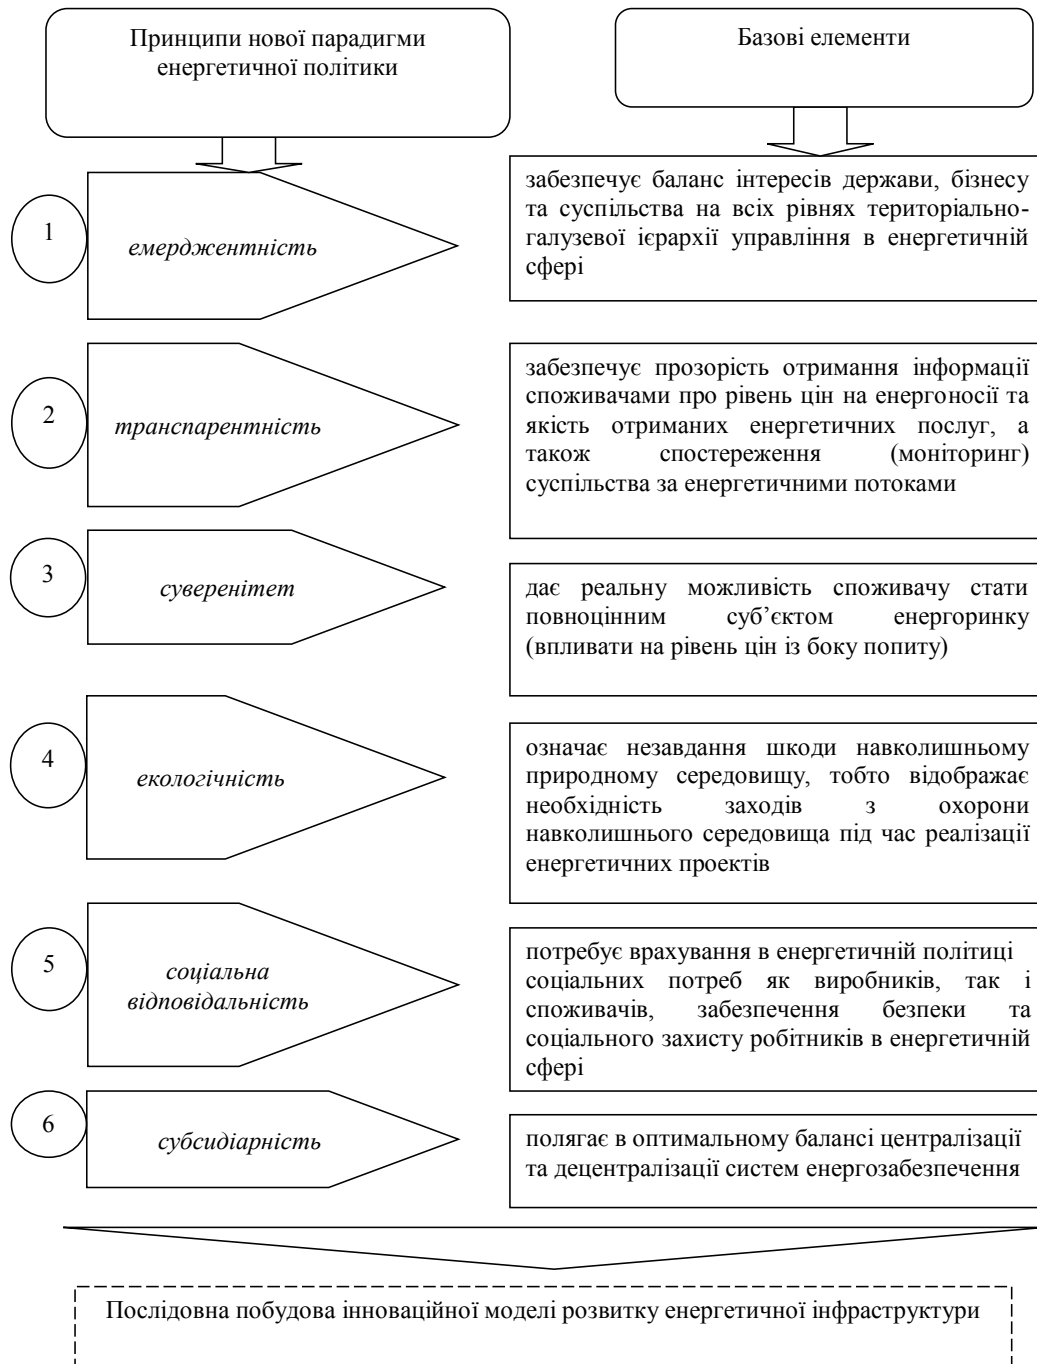 Принципи нової парадигми
енергетичної політики
Базові елементи
1
емерджентність
забезпечує баланс інтересів держави, бізнесу
та суспільства на всіх рівнях територіально-
галузевої ієрархії управління в енергетичній
сфері
2
транспарентність
забезпечує прозорість отримання інформації
споживачами про рівень цін на енергоносії та
якість отриманих енергетичних послуг, а
також спостереження (моніторинг)
суспільства за енергетичними потоками
3
суверенітет
дає реальну можливість споживачу стати
повноцінним суб’єктом енергоринку
(впливати на рівень цін із боку попиту)
4
екологічність
означає незавдання шкоди навколишньому
природному середовищу, тобто відображає
необхідність заходів з охорони
навколишнього середовища під час реалізації
енергетичних проектів
5
соціальна
відповідальність
потребує врахування в енергетичній політиці
соціальних потреб як виробників, так і
споживачів, забезпечення безпеки та
соціального захисту робітників в енергетичній
сфері
6
субсидіарність
полягає в оптимальному балансі централізації
та децентралізації систем енергозабезпечення
Послідовна побудова інноваційної моделі розвитку енергетичної інфраструктури